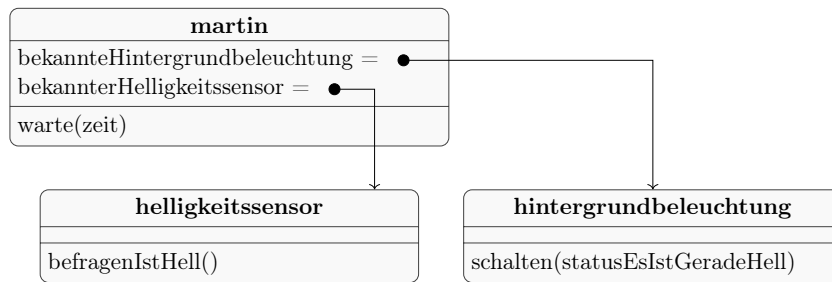 martin
bekannteHintergrundbeleuchtung =
bekannterHelligkeitssensor =
warte(zeit)
helligkeitssensor
befragenIstHell()
hintergrundbeleuchtung
schalten(statusEsIstGeradeHell)